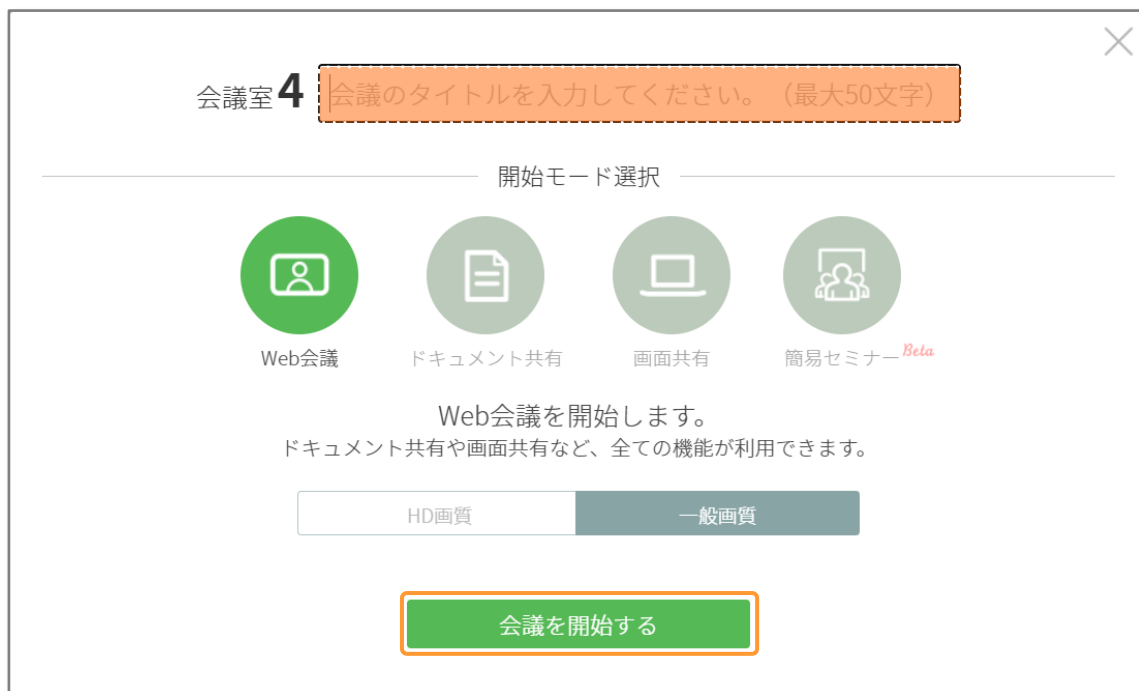 会議室4 会議のタイトルを入力してください。（最大50文字）
開始モード選択
Web会議 ドキュメント共有 画面共有 簡易セミナー Beta
Web会議を開始します。
ドキュメント共有や画面共有など、全ての機能が利用できます。
HD画質 一般画質
会議を開始する